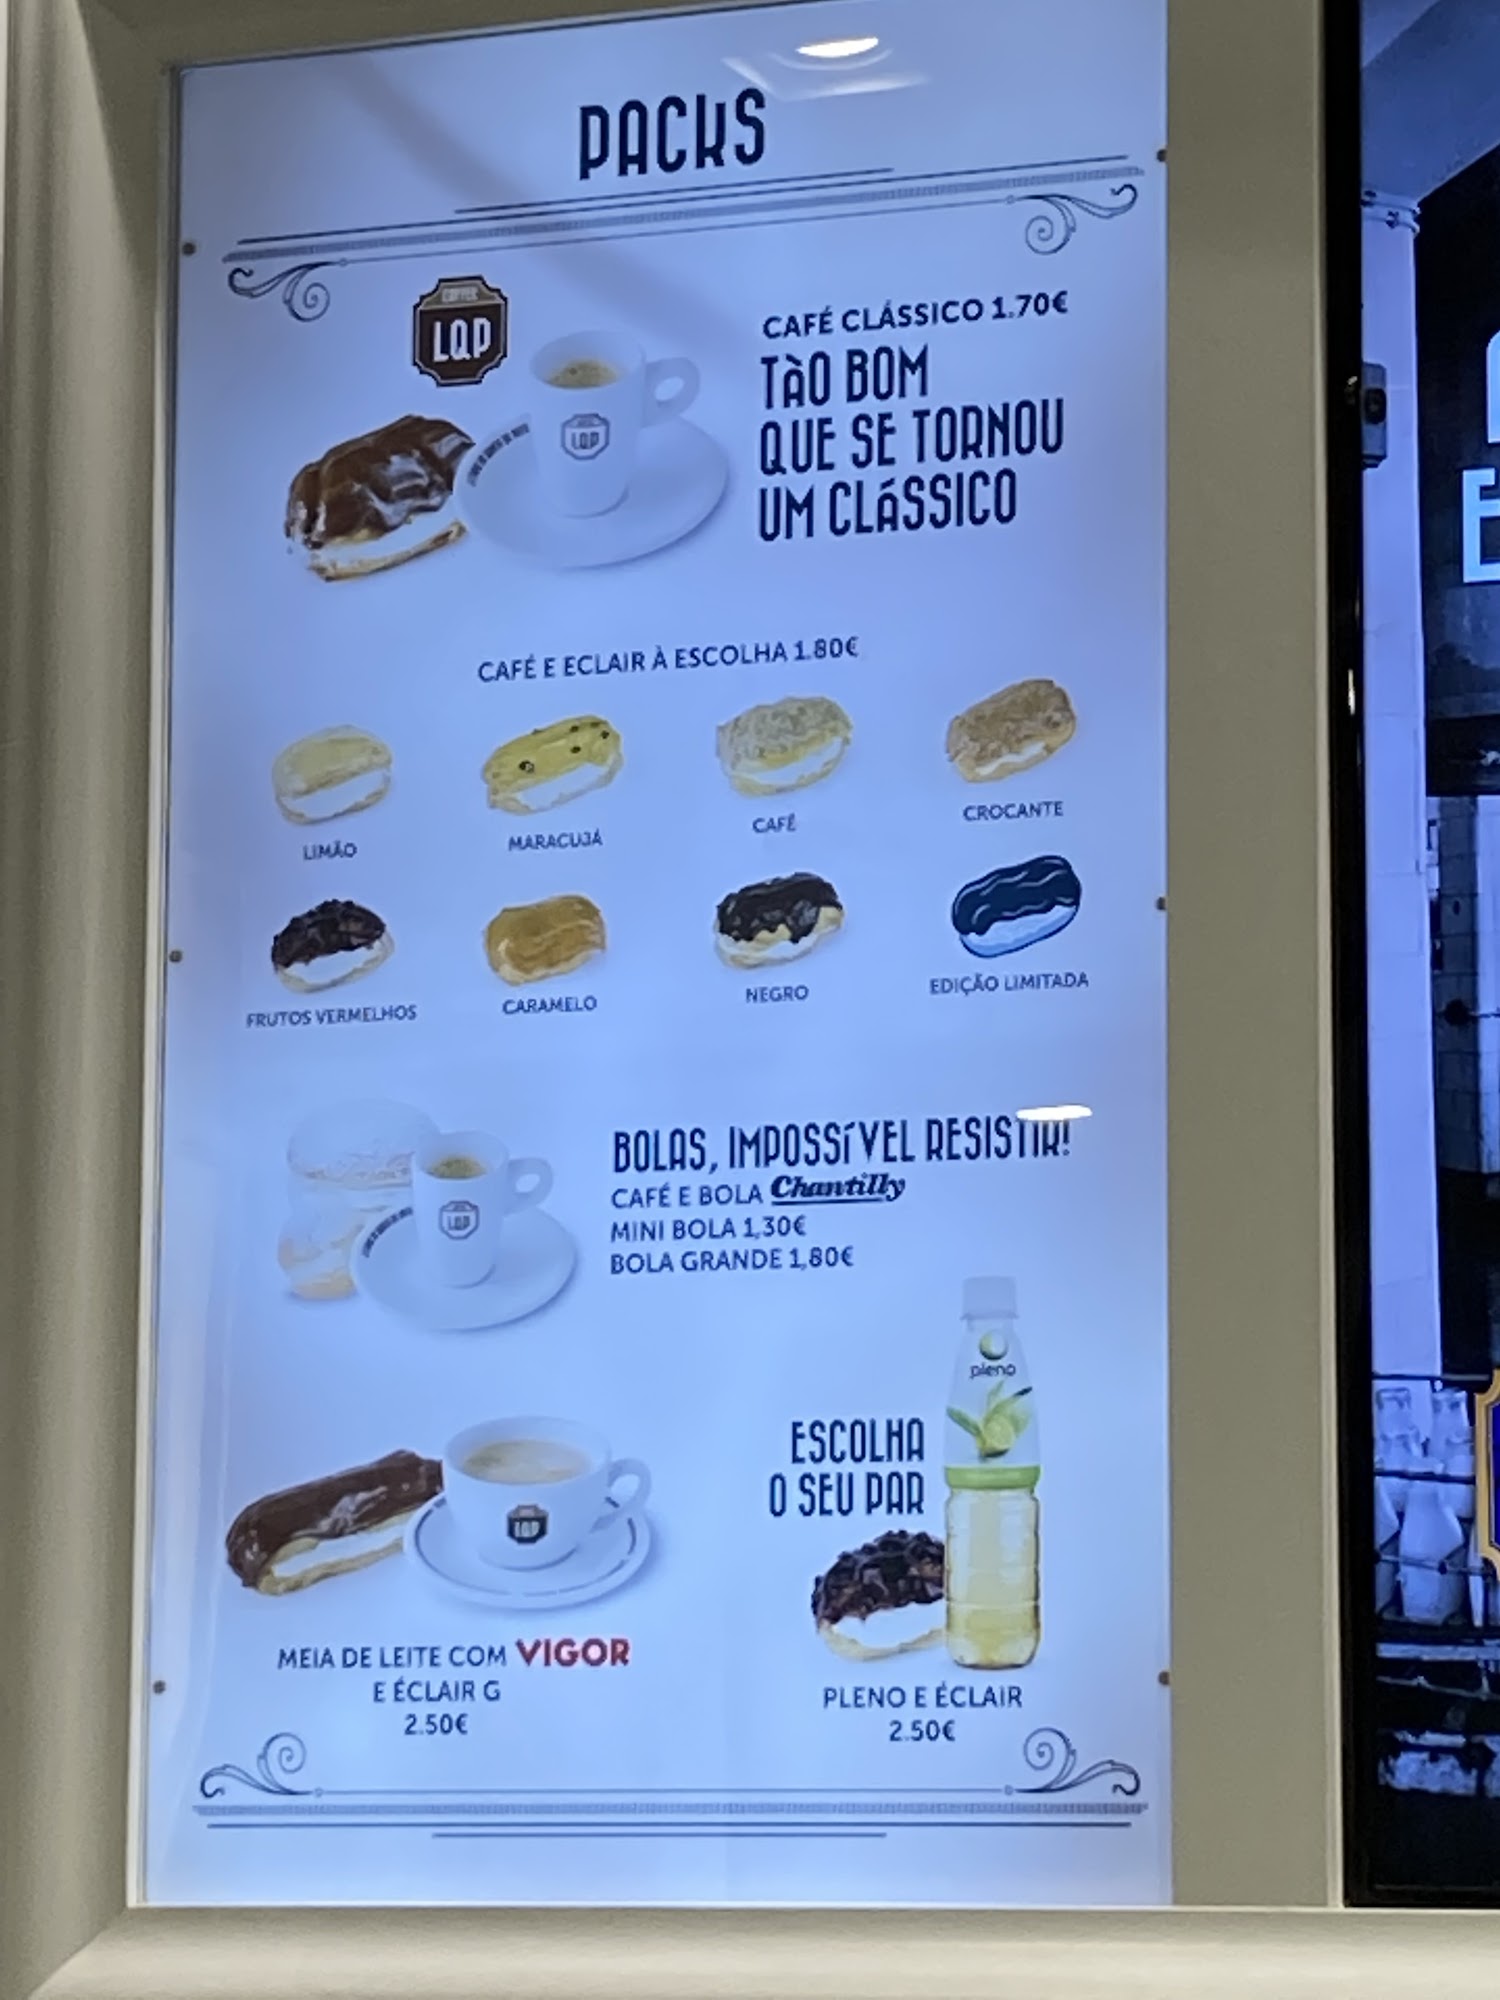 PACKS
LQP
CAFÉ CLÁSSICO 1.70€
TÃO BOM
QUE SE TORNOU
UM CLÁSSICO
LQP
CAFÉ E ECLAIR À ESCOLHA 1.80€
LIMÃO
MARACUJÁ
CAFÉ
CROCANTE
FRUTOS VERMELHOS
CARAMELO
NEGRO
EDIÇÃO LIMITADA
BOLAS, IMPOSSÍVEL RESISTIR!
CAFÉ E BOLA Chantilly
MINI BOLA 1,30€
BOLA GRANDE 1,80€
LQP
pleno
ESCOLHA
O SEU PAR
LQP
MEIA DE LEITE COM VIGOR
E ÉCLAIR G
2.50€
PLENO E ÉCLAIR
2.50€